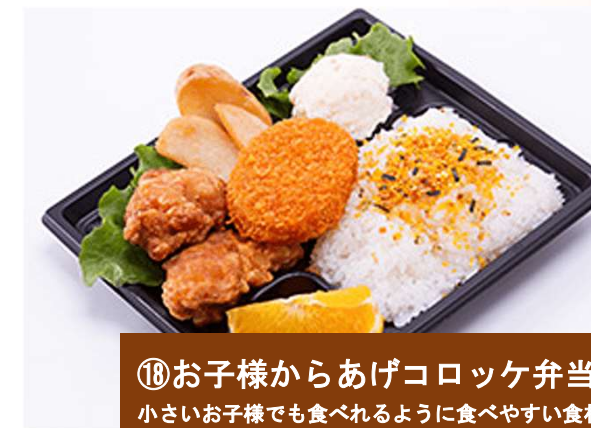 ⑱お子様からあげコロッケ弁当
小さいお子様でも食べれるように食べやすい食材